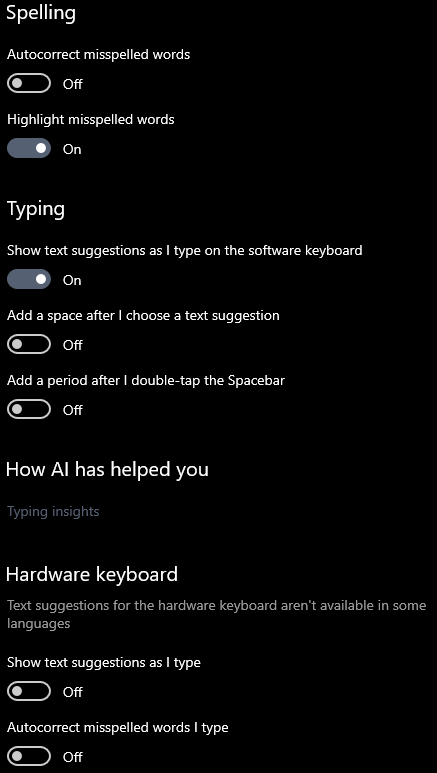 Spelling
Autocorrect misspelled words
Off
Highlight misspelled words
On
Typing
Show text suggestions as I type on the software keyboard
On
Add a space after I choose a text suggestion
Off
Add a period after I double-tap the Spacebar
Off
How AI has helped you
Typing insights
Hardware keyboard
Text suggestions for the hardware keyboard aren't available in some
languages
Show text suggestions as I type
Off
Autocorrect misspelled words I type
Off